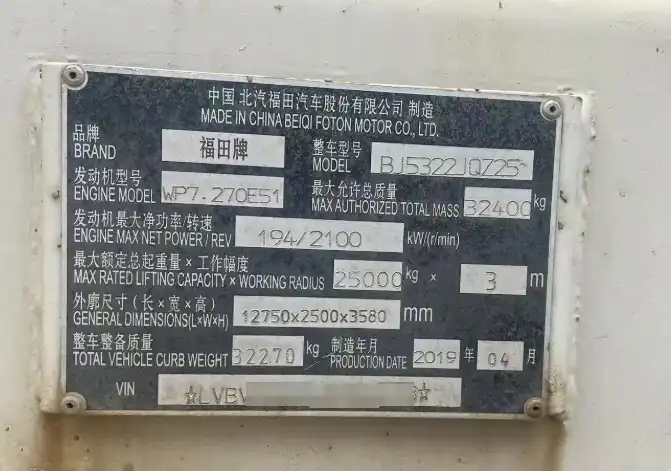 中国 北汽福田汽车股份有限公司 制造
MADE IN CHINA BEIQI FOTON MOTOR CO., LTD.
品牌 BRAND 福田牌 整车型号 MODEL BJ5322JQZ25
发动机型号 ENGINE MODEL WP7.270E51 最大允许总质量 MAX AUTHORIZED TOTAL MASS 32400 kg
发动机最大净功率/转速 ENGINE MAX NET POWER / REV 194/2100 kW/(r/min)
最大额定总起重量×工作幅度 MAX RATED LIFTING CAPACITY × WORKING RADIUS 25000 kg × 3 m
外廓尺寸(长×宽×高) GENERAL DIMENSIONS(L×W×H) 12750x2500x3580 mm
整车整备质量 TOTAL VEHICLE CURB WEIGHT 32270 kg 制造年月 PRODUCTION DATE 2019 年 04 月
VIN ☆LVBV ☆